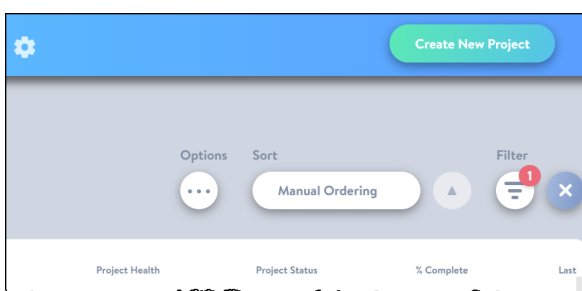 Create New Project
Options Sort Filter
••• Manual Ordering ▲ 1 ×
Project Health Project Status % Complete Last